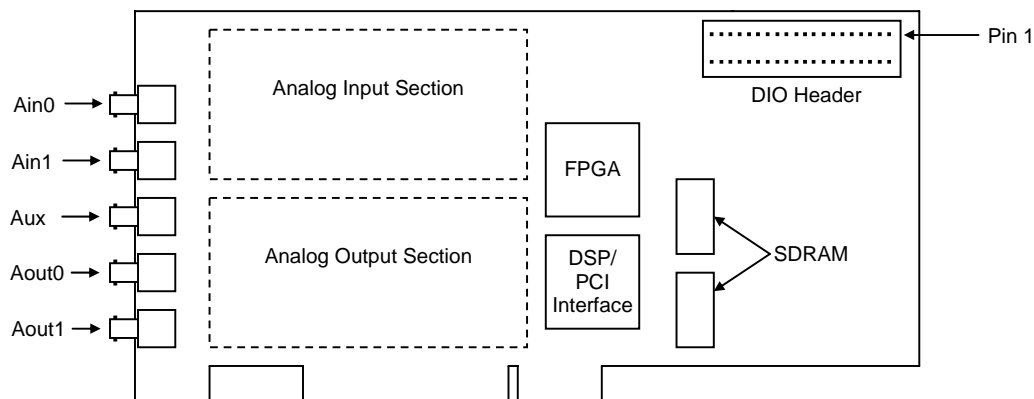 Pin 1
DIO Header
Analog Input Section
Ain0
Ain1
FPGA
Aux
Analog Output Section
SDRAM
DSP/
PCI
Interface
Aout0
Aout1